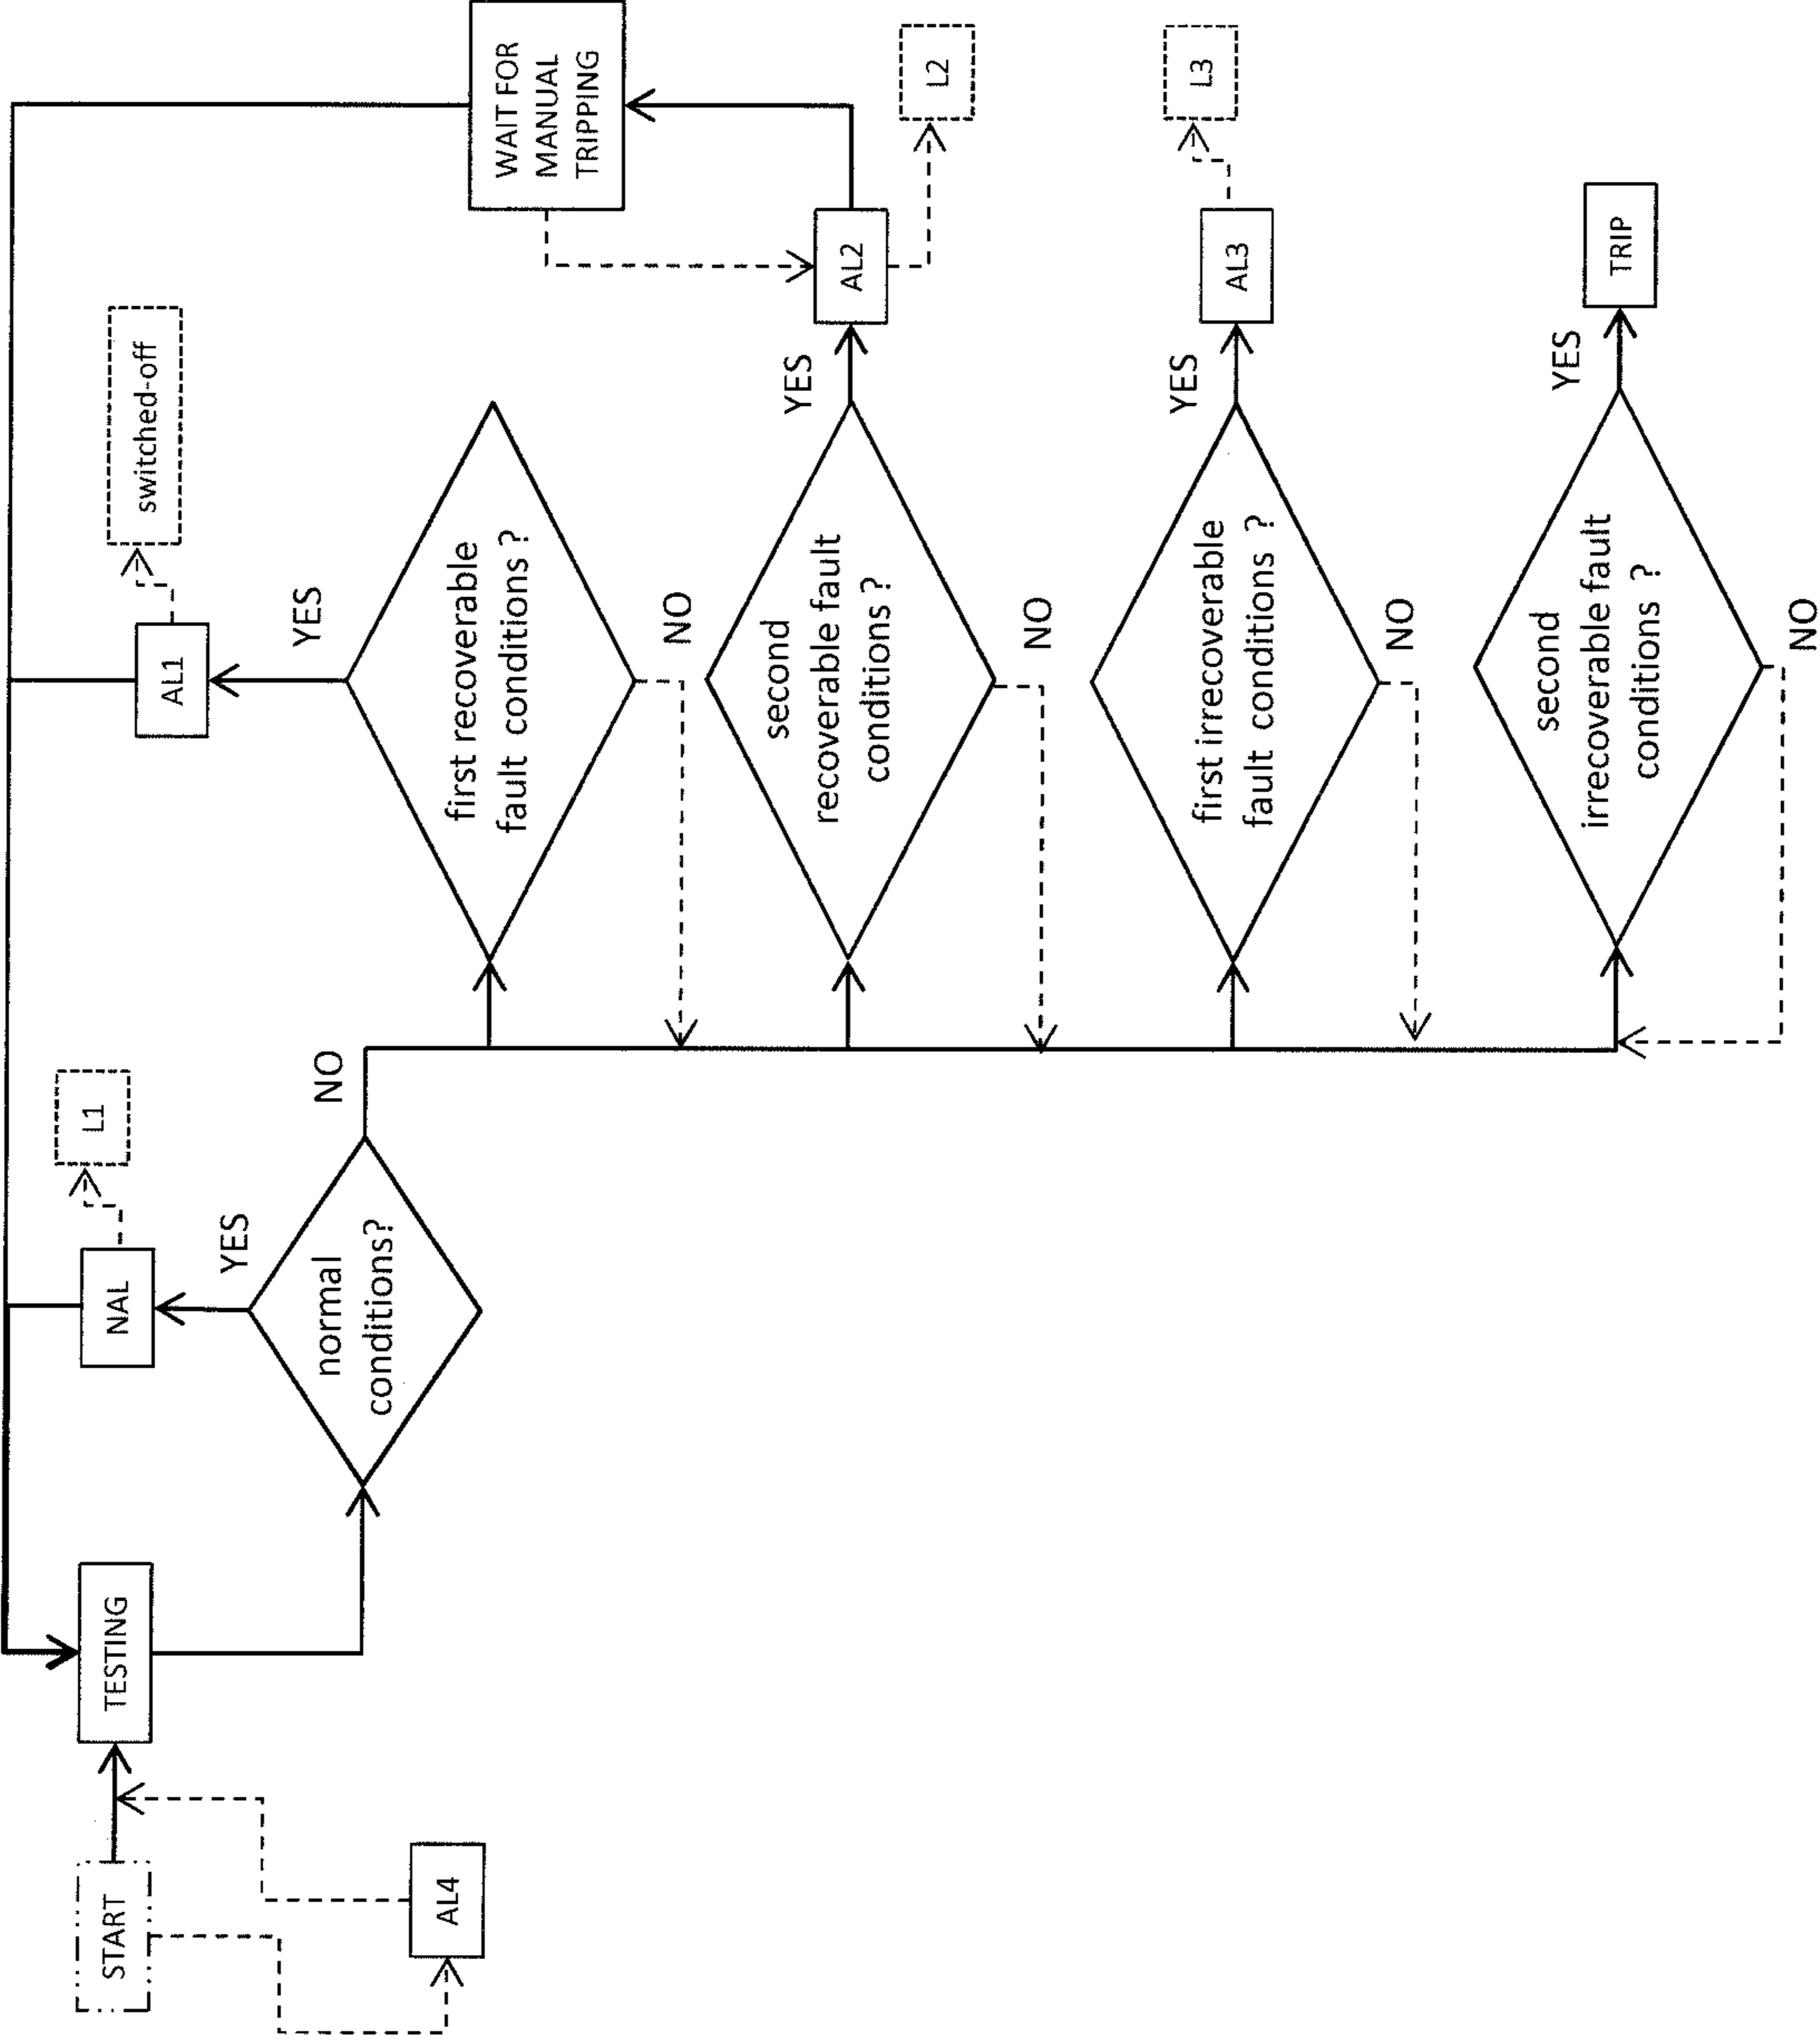 START
AL4
TESTING
NAL
L1
YES
normal
conditions?
NO
AL1
switched-off
YES
first recoverable
fault conditions ?
NO
WAIT FOR
MANUAL
TRIPPING
second
recoverable fault
conditions ?
YES
AL2
L2
NO
first irrecoverable
fault conditions ?
YES
AL3
L3
NO
second
irrecoverable fault
conditions ?
YES
TRIP
NO